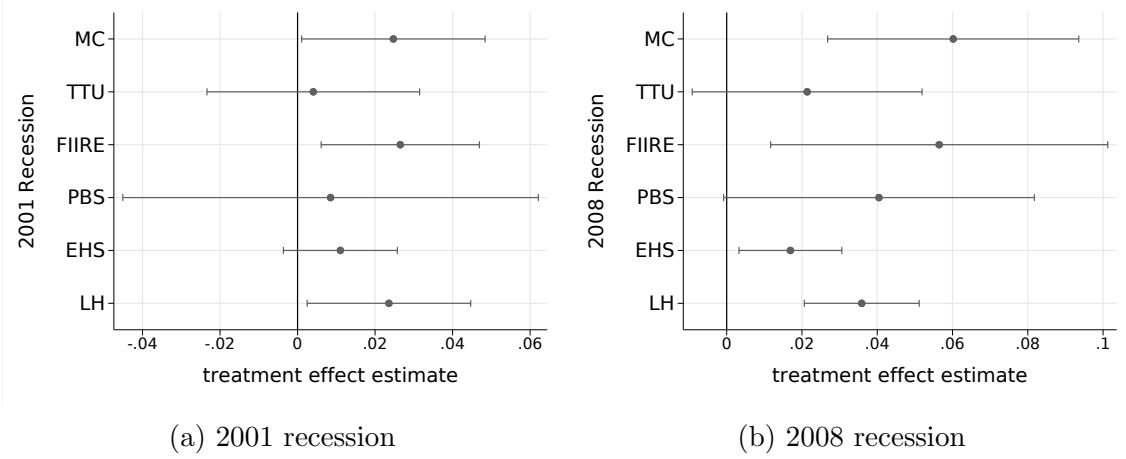 2001 Recession
MC
TTU
FIIRE
PBS
EHS
LH
-.04 -.02 0 .02 .04 .06
treatment effect estimate
(a) 2001 recession
2008 Recession
MC
TTU
FIIRE
PBS
EHS
LH
0 .02 .04 .06 .08 .1
treatment effect estimate
(b) 2008 recession